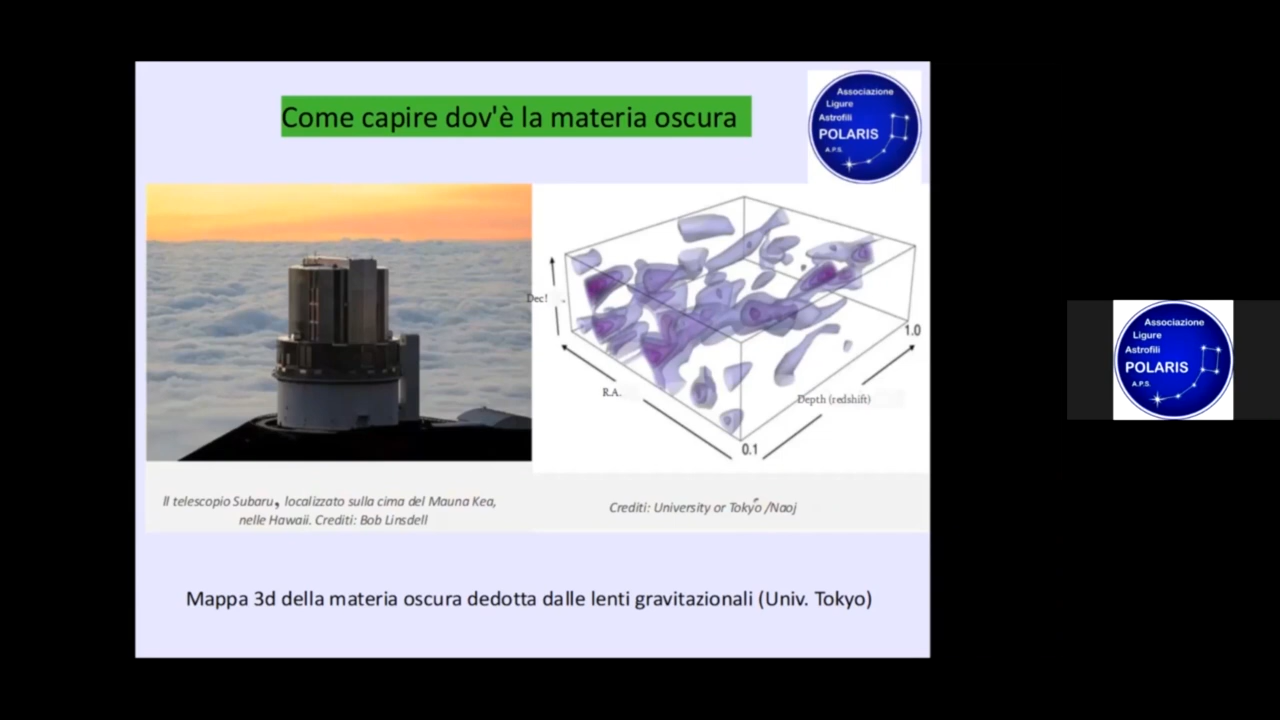 Come capire dov'è la materia oscura
Associazione
Ligure
Astrofili
POLARIS
A.P.S.
Decl
1.0
R.A.
Depth (redshift)
0.1
Il telescopio Subaru, localizzato sulla cima del Mauna Kea,
nelle Hawaii. Crediti: Bob Linsdell
Crediti: University or Tokyo /Naoj
Mappa 3d della materia oscura dedotta dalle lenti gravitazionali (Univ. Tokyo)
Associazione
Ligure
Astrofili
POLARIS
A.P.S.